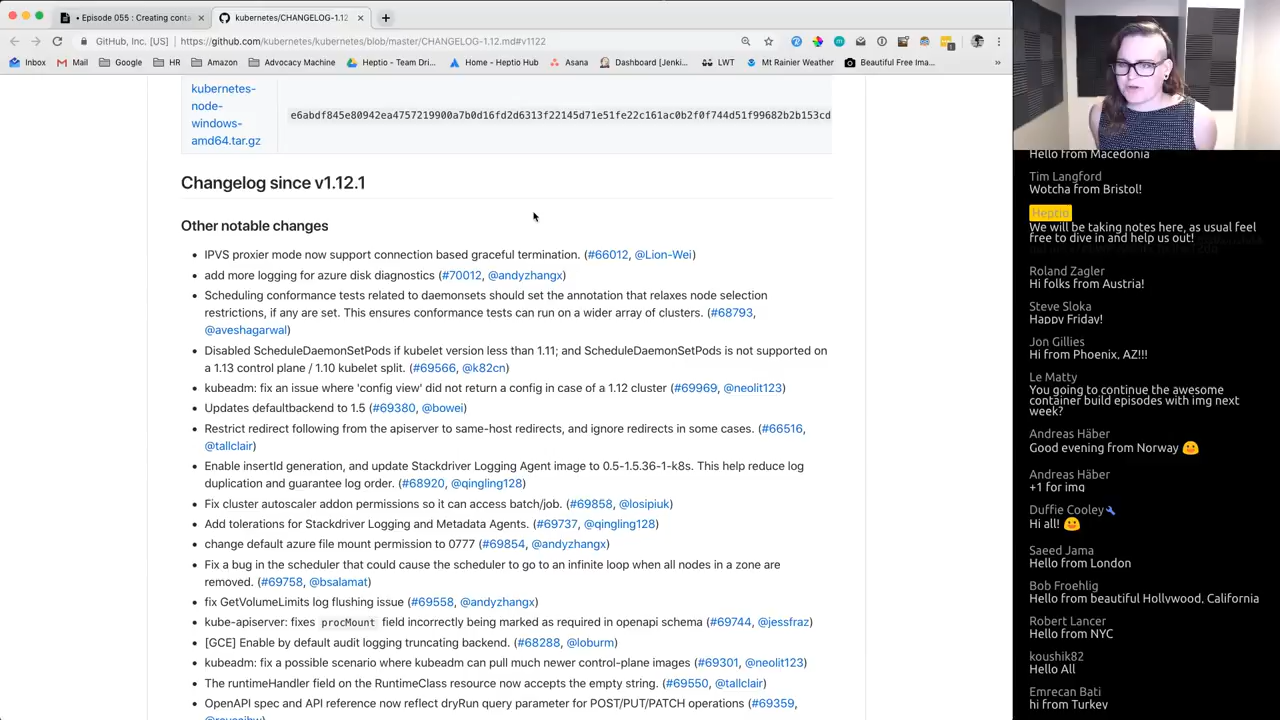 • Episode 055 : Creating conta
kubernetes/CHANGELOG-1.12
GitHub, Inc. [US]
https://github.com/kubernetes/kubernetes/blob/master/CHANGELOG-1.12.md#v1122
Inbox
Mail
Google
HR
Amazon
Advocacy Machine
Heptio - Team Dri...
Home - Heptio Hub
Asana
Dashboard [Jenki...
LWT
Mt Rainier Weather
Beautiful Free Ima...
»
kubernetes-
node-
windows-
amd64.tar.gz
e6abdf845e80942ea4757219900a7b0d16fd2d6313f22145d71e51fe22c161ac0b2f0f744d51f99682b2b153cd
Changelog since v1.12.1
Other notable changes
• IPVS proxier mode now support connection based graceful termination. (#66012, @Lion-Wei)
• add more logging for azure disk diagnostics (#70012, @andyzhangx)
• Scheduling conformance tests related to daemonsets should set the annotation that relaxes node selection
restrictions, if any are set. This ensures conformance tests can run on a wider array of clusters. (#68793,
@aveshagarwal)
• Disabled ScheduleDaemonSetPods if kubelet version less than 1.11; and ScheduleDaemonSetPods is not supported on
a 1.13 control plane / 1.10 kubelet split. (#69566, @k82cn)
• kubeadm: fix an issue where 'config view' did not return a config in case of a 1.12 cluster (#69969, @neolit123)
• Updates defaultbackend to 1.5 (#69380, @bowei)
• Restrict redirect following from the apiserver to same-host redirects, and ignore redirects in some cases. (#66516,
@tallclair)
• Enable insertId generation, and update Stackdriver Logging Agent image to 0.5-1.5.36-1-k8s. This help reduce log
duplication and guarantee log order. (#68920, @qingling128)
• Fix cluster autoscaler addon permissions so it can access batch/job. (#69858, @losipiuk)
• Add tolerations for Stackdriver Logging and Metadata Agents. (#69737, @qingling128)
• change default azure file mount permission to 0777 (#69854, @andyzhangx)
• Fix a bug in the scheduler that could cause the scheduler to go to an infinite loop when all nodes in a zone are
removed. (#69758, @bsalamat)
• fix GetVolumeLimits log flushing issue (#69558, @andyzhangx)
• kube-apiserver: fixes procMount field incorrectly being marked as required in openapi schema (#69744, @jessfraz)
• [GCE] Enable by default audit logging truncating backend. (#68288, @loburm)
• kubeadm: fix a possible scenario where kubeadm can pull much newer control-plane images (#69301, @neolit123)
• The runtimeHandler field on the RuntimeClass resource now accepts the empty string. (#69550, @tallclair)
• OpenAPI spec and API reference now reflect dryRun query parameter for POST/PUT/PATCH operations (#69359,
Hello from Macedonia
Tim Langford
Wotcha from Bristol!
Heptio
We will be taking notes here, as usual feel
free to dive in and help us out!
Roland Zagler
Hi folks from Austria!
Steve Sloka
Happy Friday!
Jon Gillies
Hi from Phoenix, AZ!!!
Le Matty
You going to continue the awesome
container build episodes with img next
week?
Andreas Häber
Good evening from Norway
Andreas Häber
+1 for img
Duffie Cooley
Hi all!
Saeed Jama
Hello from London
Bob Froehlig
Hello from beautiful Hollywood, California
Robert Lancer
Hello from NYC
koushik82
Hello All
Emrecan Bati
hi from Turkey